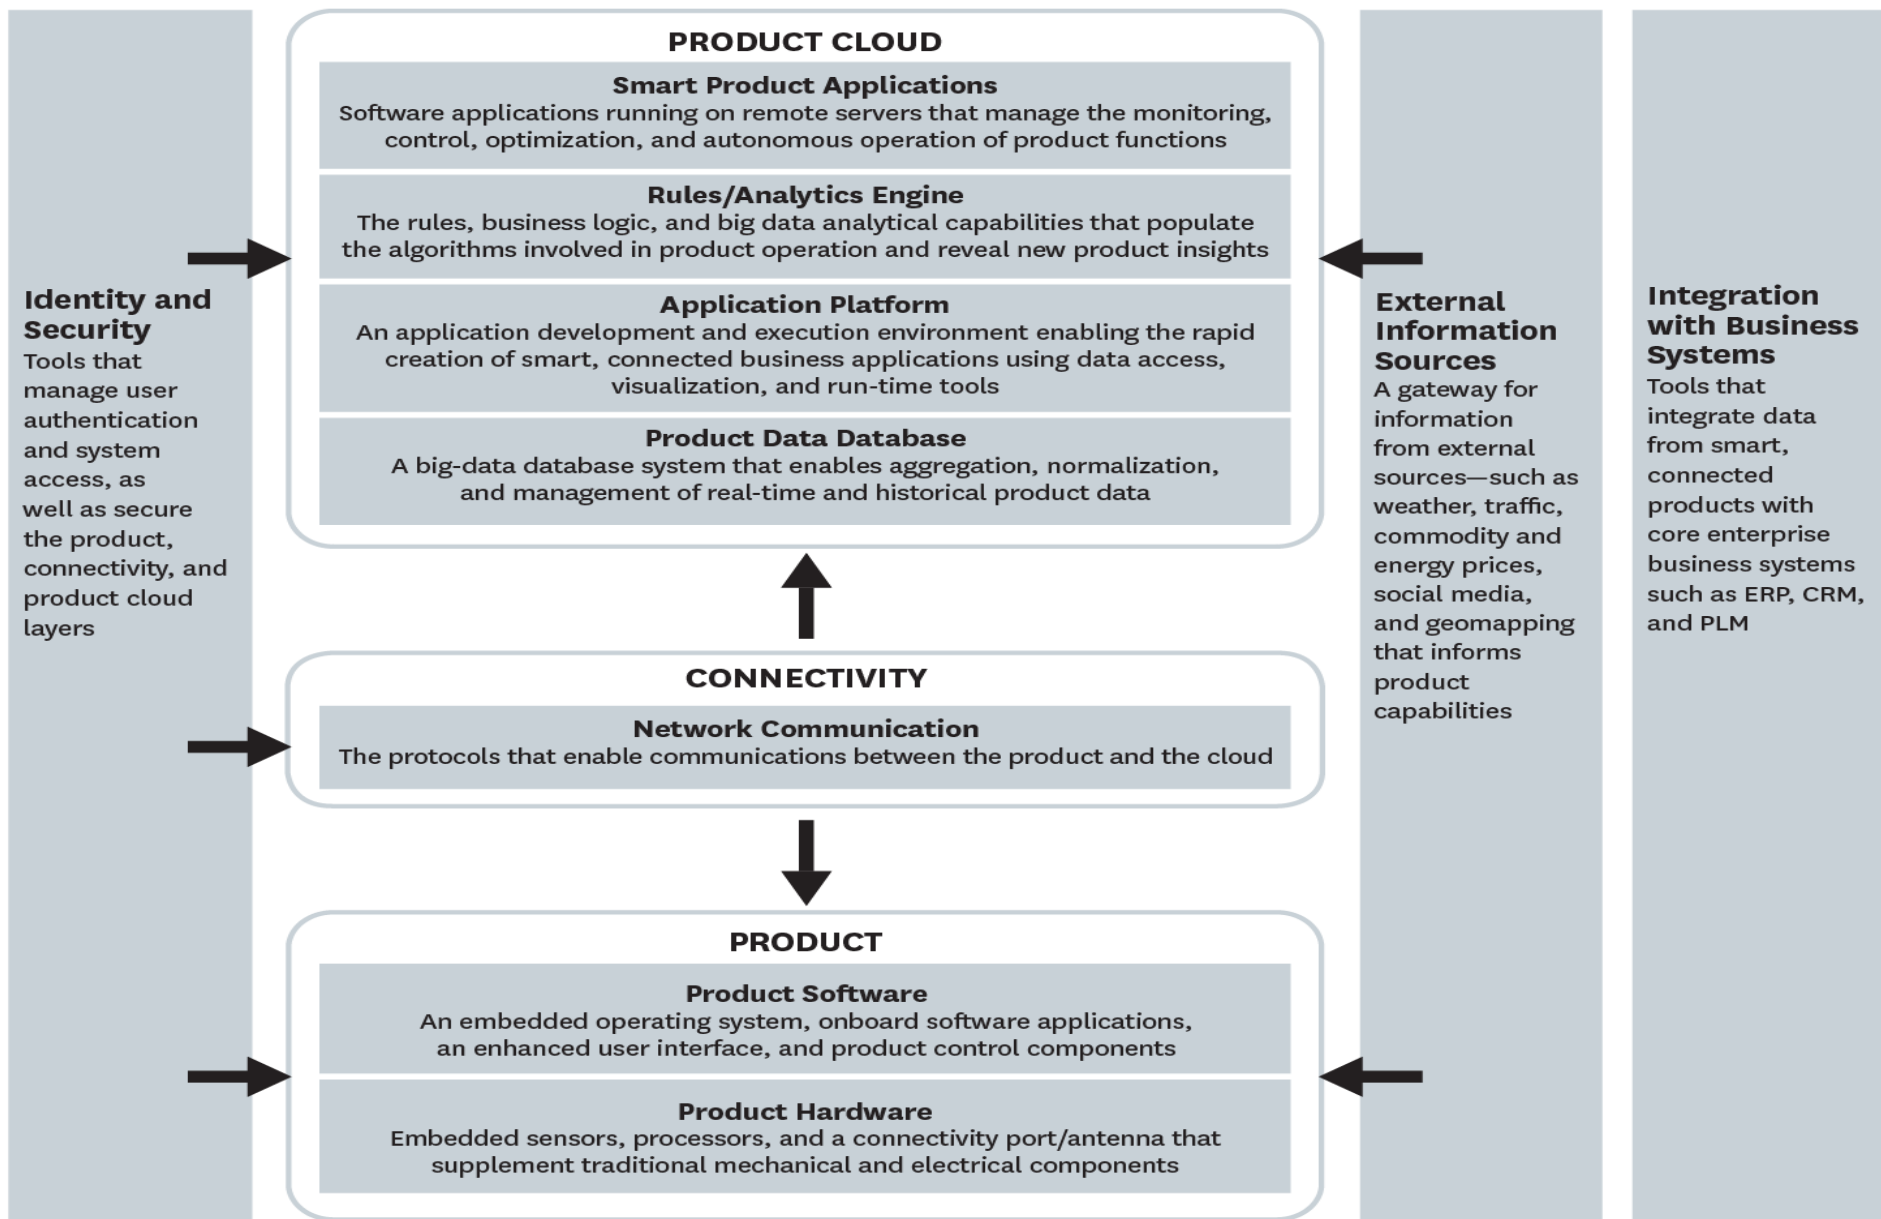 PRODUCT CLOUD
Smart Product Applications
Software applications running on remote servers that manage the monitoring,
control, optimization, and autonomous operation of product functions
Rules/Analytics Engine
The rules, business logic, and big data analytical capabilities that populate
the algorithms involved in product operation and reveal new product insights
Application Platform
An application development and execution environment enabling the rapid
creation of smart, connected business applications using data access,
visualization, and run-time tools
Product Data Database
A big-data database system that enables aggregation, normalization,
and management of real-time and historical product data
CONNECTIVITY
Network Communication
The protocols that enable communications between the product and the cloud
PRODUCT
Product Software
An embedded operating system, onboard software applications,
an enhanced user interface, and product control components
Product Hardware
Embedded sensors, processors, and a connectivity port/antenna that
supplement traditional mechanical and electrical components
Identity and
Security
Tools that
manage user
authentication
and system
access, as
well as secure
the product,
connectivity, and
product cloud
layers
External
Information
Sources
A gateway for
information
from external
sources—such as
weather, traffic,
commodity and
energy prices,
social media,
and geomapping
that informs
product
capabilities
Integration
with Business
Systems
Tools that
integrate data
from smart,
connected
products with
core enterprise
business systems
such as ERP, CRM,
and PLM